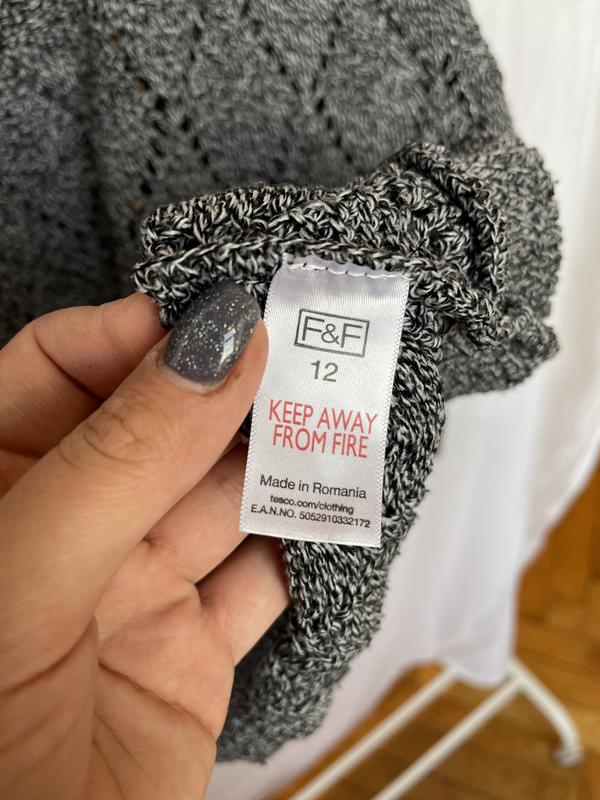 F&F
12
KEEP AWAY
FROM FIRE
Made in Romania
tesco.com/clothing
E.A.N.NO. 5052910332172